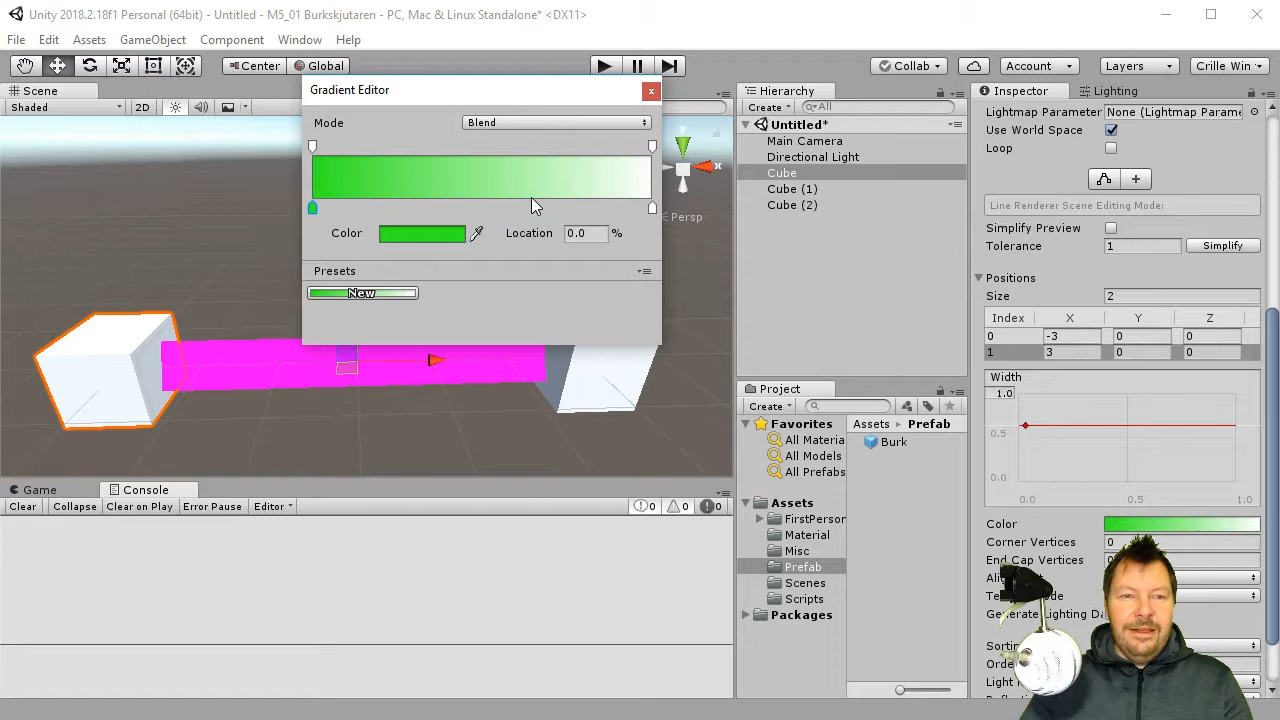 Unity 2018.2.18f1 Personal (64bit) - Untitled - M5_01 Burkskjutaren - PC, Mac & Linux Standalone* <DX11>
File Edit Assets GameObject Component Window Help
Center Global Collab Account Layers Crille Win
Scene
Shaded 2D
Gradient Editor
Mode Blend
Color Location 0.0 %
Presets
New
y
x
Persp
Game Console
Clear Collapse Clear on Play Error Pause Editor 0 0 0
Hierarchy
Create All
Untitled*
Main Camera
Directional Light
Cube
Cube (1)
Cube (2)
Project
Create
Favorites
All Materia
All Models
All Prefabs
Assets
FirstPerson
Material
Misc
Prefab
Scenes
Scripts
Packages
Assets Prefab
Burk
Inspector Lighting
Lightmap Parame None (Lightmap Parame
Use World Space
Loop
Line Renderer Scene Editing Mode:
Simplify Preview
Tolerance 1 Simplify
Positions
Size 2
Index X Y Z
0 -3 0 0
1 3 0 0
Width
1.0
0.5
0.0
0.0 0.5 1.0
Color
Corner Vertices 0
End Cap Vertices
Generate Lighting Da